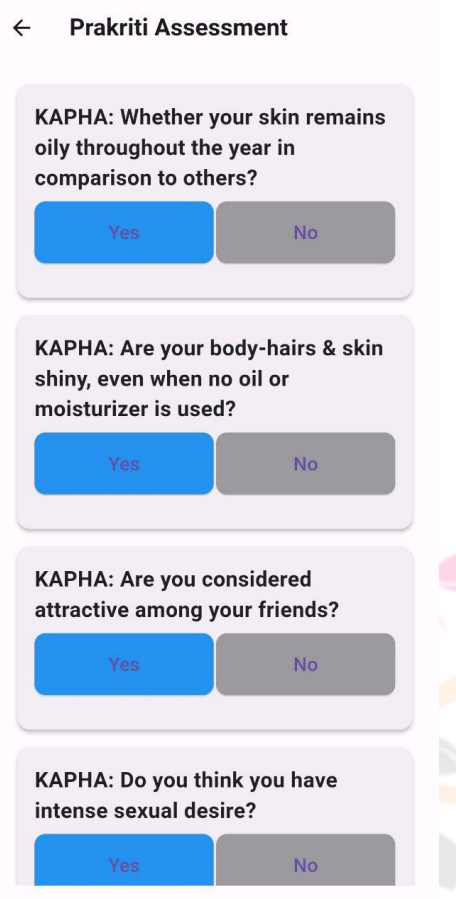 Prakriti Assessment
KAPHA: Whether your skin remains
oily throughout the year in
comparison to others?
Yes No
KAPHA: Are your body-hairs & skin
shiny, even when no oil or
moisturizer is used?
Yes No
KAPHA: Are you considered
attractive among your friends?
Yes No
KAPHA: Do you think you have
intense sexual desire?
Yes No